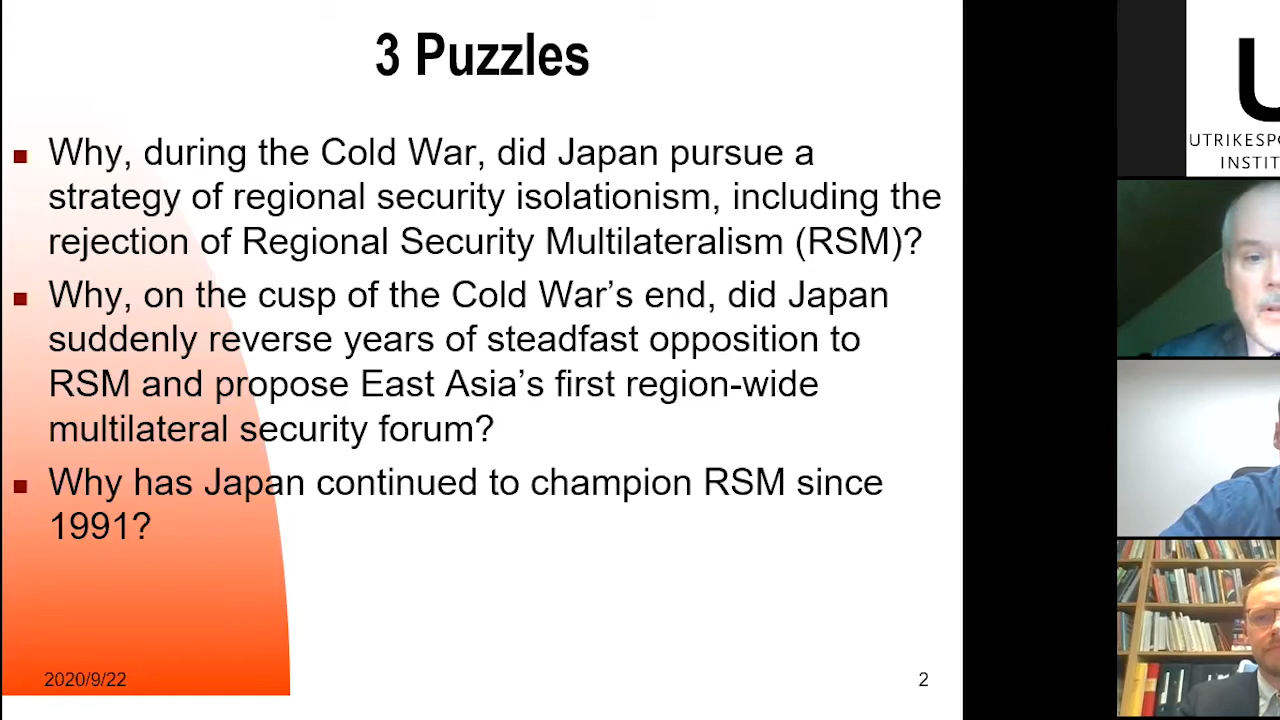 3 Puzzles
Why, during the Cold War, did Japan pursue a
strategy of regional security isolationism, including the
rejection of Regional Security Multilateralism (RSM)?
Why, on the cusp of the Cold War’s end, did Japan
suddenly reverse years of steadfast opposition to
RSM and propose East Asia’s first region-wide
multilateral security forum?
Why has Japan continued to champion RSM since
1991?
2020/9/22
2
U
UTRIKESPO
INSTIT